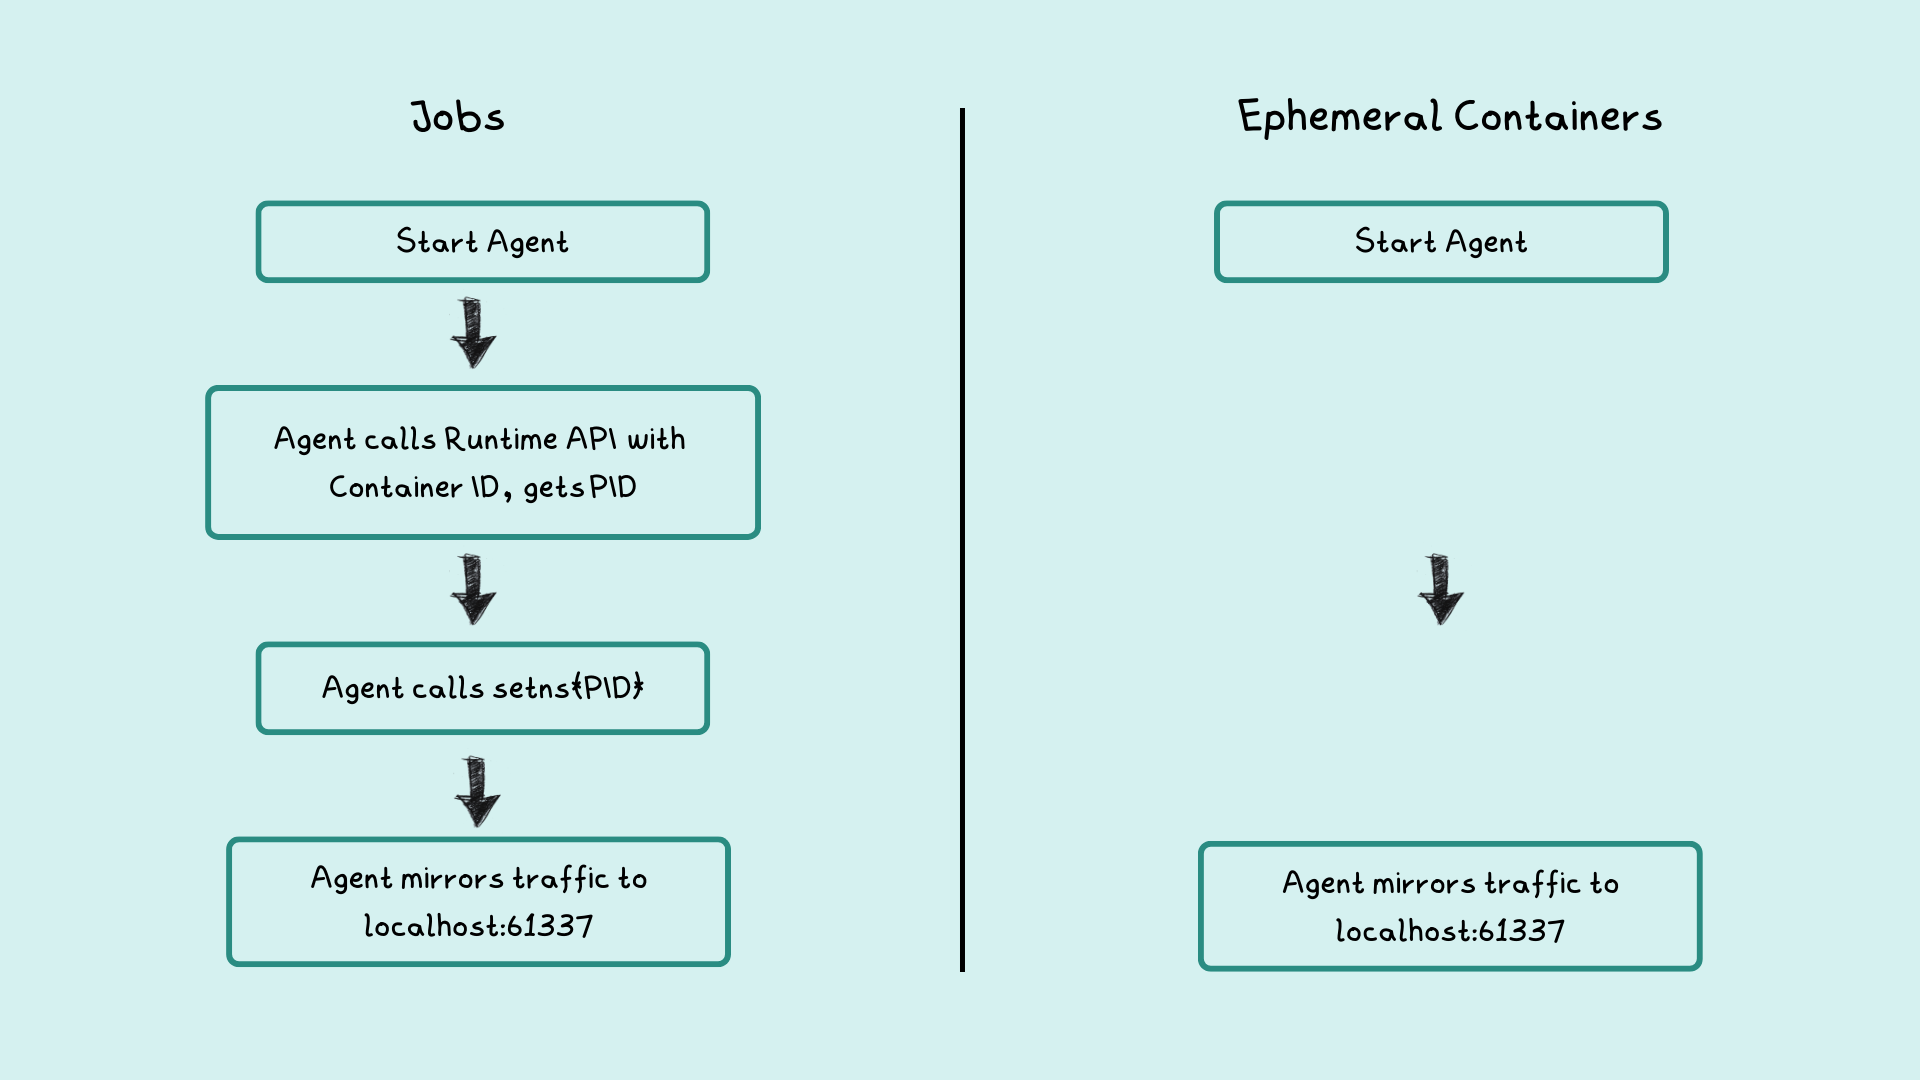 Jobs
Start Agent
Agent calls Runtime API with
Container ID, gets PID
Agent calls setns{PID}
Agent mirrors traffic to
localhost:61337
Ephemeral Containers
Start Agent
Agent mirrors traffic to
localhost:61337